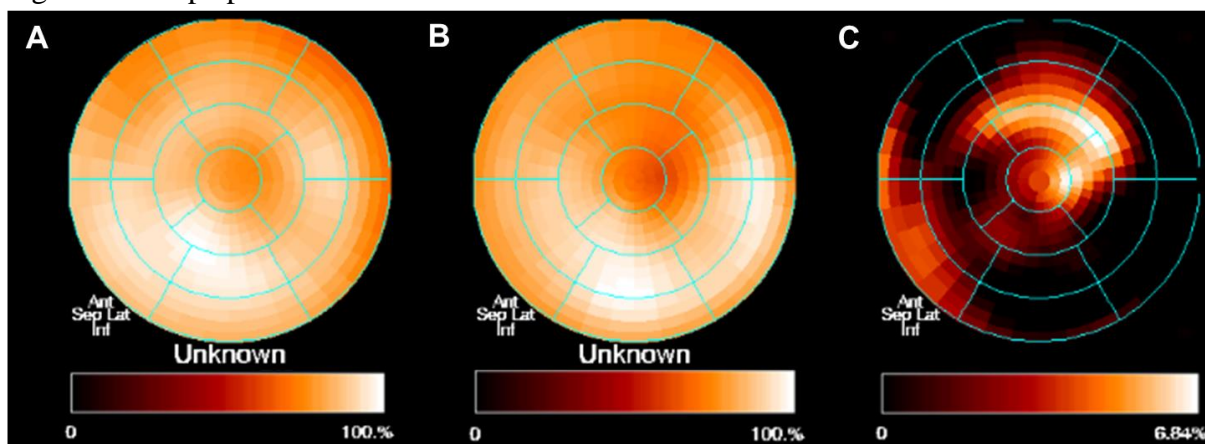 A
B
C
Ant
Sep Lat
Inf
Unknown
0
100.%
Ant
Sep Lat
Inf
Unknown
0
100.%
Ant
Sep Lat
Inf
0
6.84%